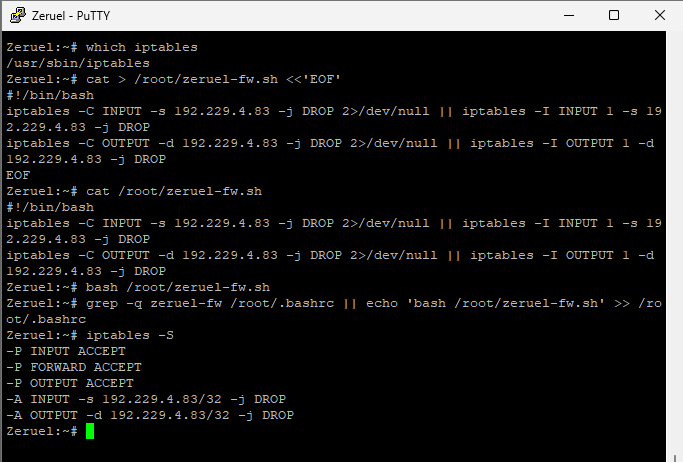 Zeruel - PuTTY
Zeruel:~# which iptables
/usr/sbin/iptables
Zeruel:~# cat > /root/zeruel-fw.sh <<'EOF'
#!/bin/bash
iptables -C INPUT -s 192.229.4.83 -j DROP 2>/dev/null || iptables -I INPUT 1 -s 19
2.229.4.83 -j DROP
iptables -C OUTPUT -d 192.229.4.83 -j DROP 2>/dev/null || iptables -I OUTPUT 1 -d
192.229.4.83 -j DROP
EOF
Zeruel:~# cat /root/zeruel-fw.sh
#!/bin/bash
iptables -C INPUT -s 192.229.4.83 -j DROP 2>/dev/null || iptables -I INPUT 1 -s 19
2.229.4.83 -j DROP
iptables -C OUTPUT -d 192.229.4.83 -j DROP 2>/dev/null || iptables -I OUTPUT 1 -d
192.229.4.83 -j DROP
Zeruel:~# bash /root/zeruel-fw.sh
Zeruel:~# grep -q zeruel-fw /root/.bashrc || echo 'bash /root/zeruel-fw.sh' >> /ro
ot/.bashrc
Zeruel:~# iptables -S
-P INPUT ACCEPT
-P FORWARD ACCEPT
-P OUTPUT ACCEPT
-A INPUT -s 192.229.4.83/32 -j DROP
-A OUTPUT -d 192.229.4.83/32 -j DROP
Zeruel:~#